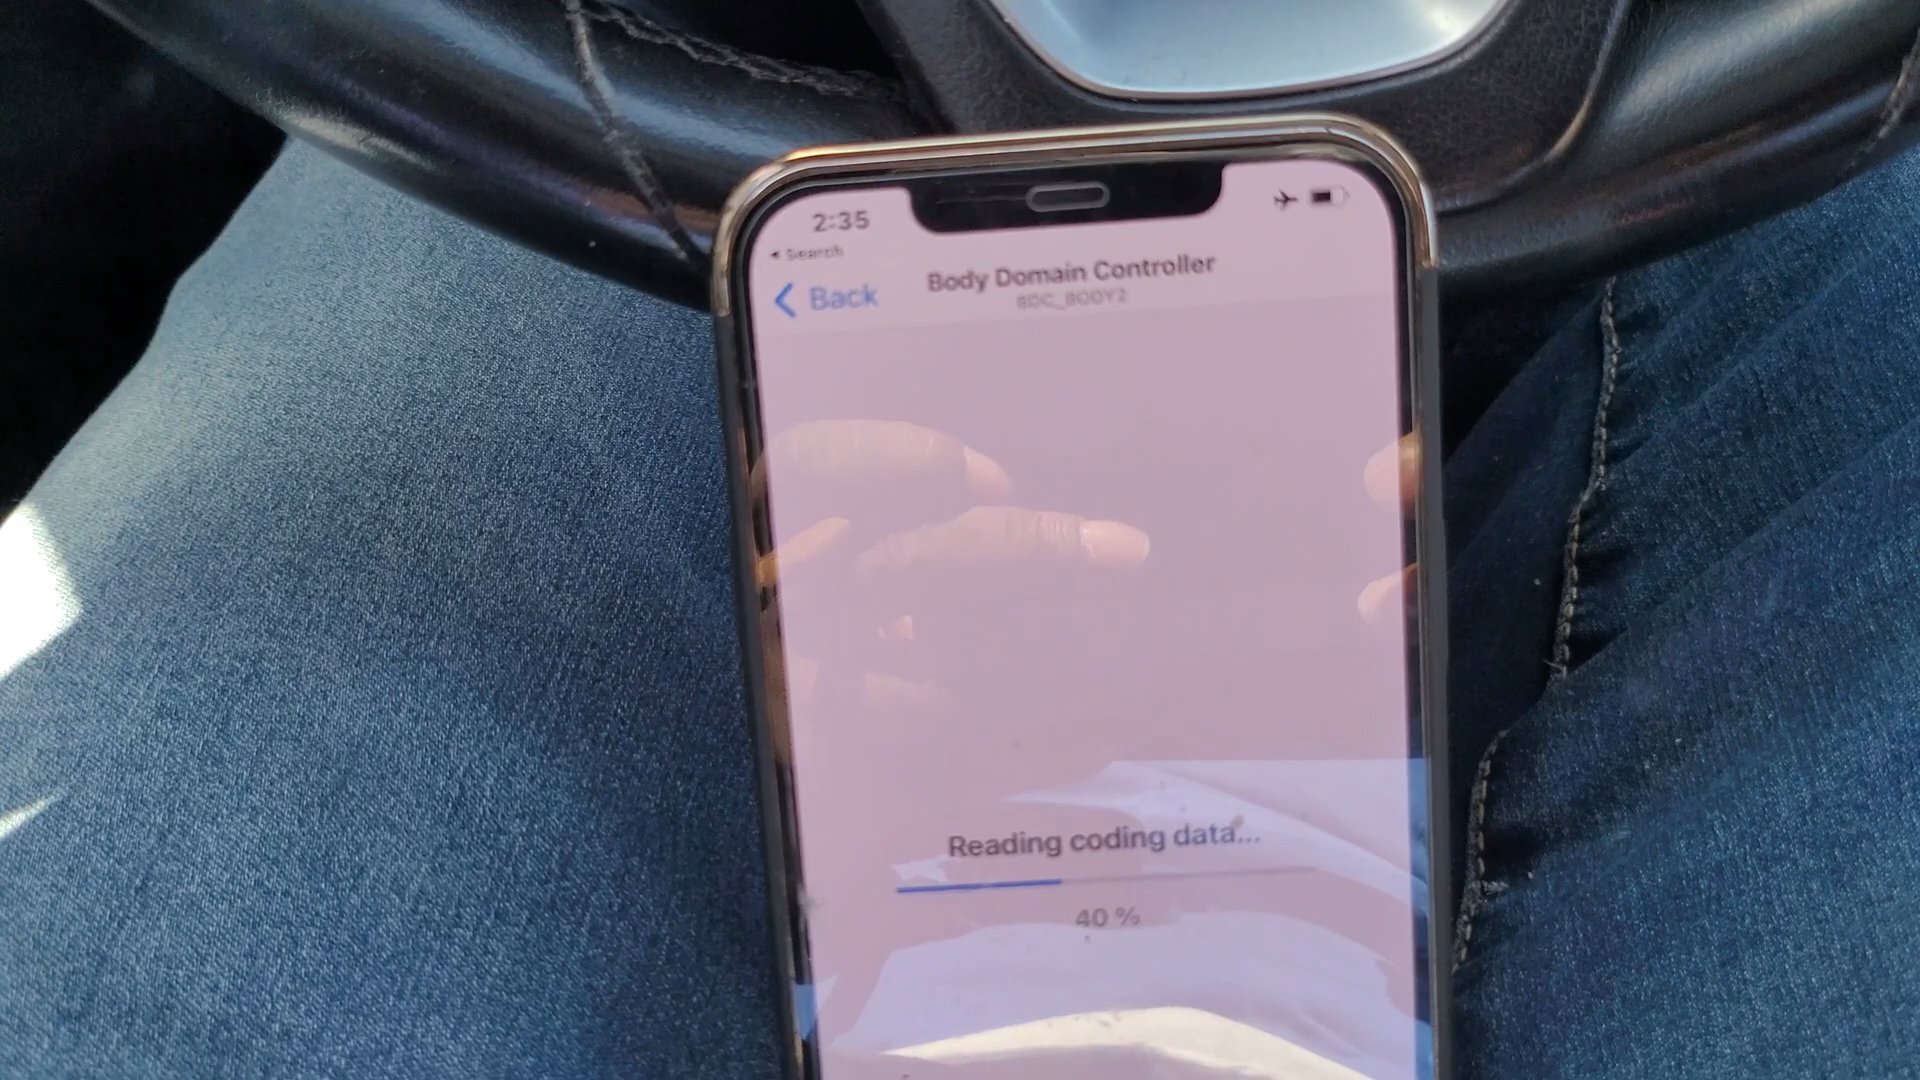 2:35
Search
Back
Body Domain Controller
BDC_BODY2
Reading coding data...
40 %